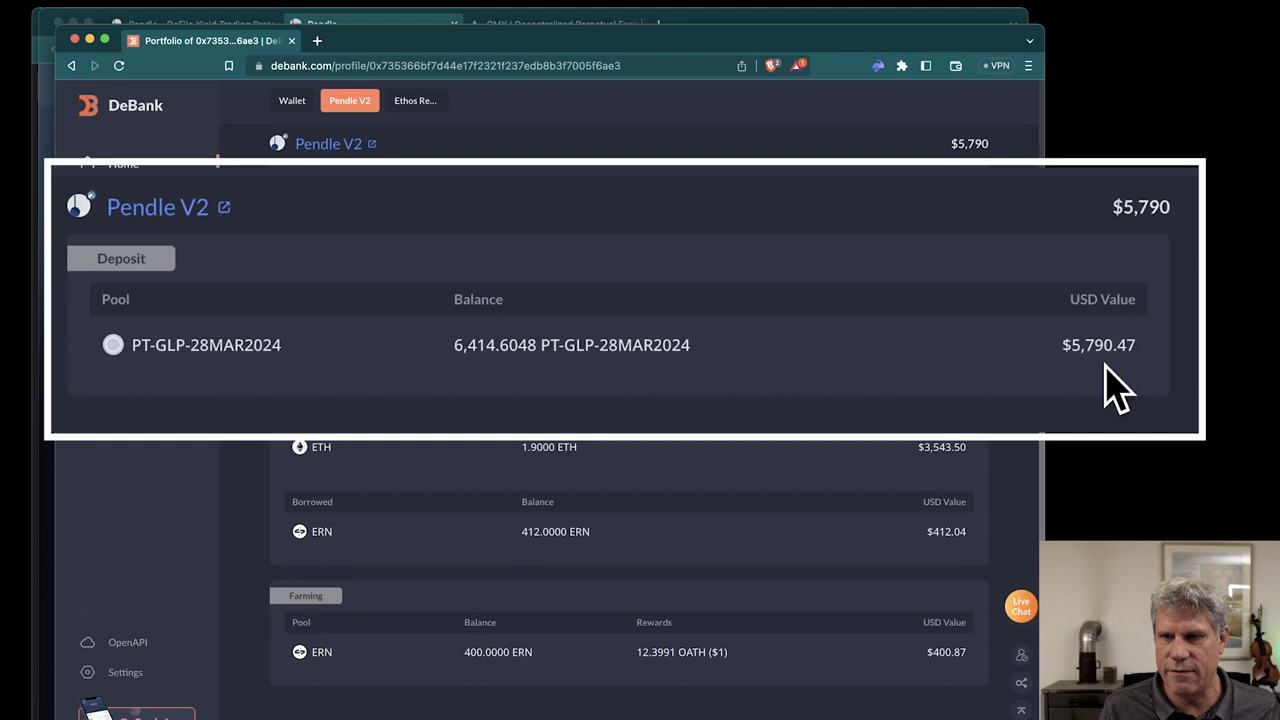 Portfolio of 0x7353...6ae3 | DeB
debank.com/profile/0x735366bf7d44e17f2321f237edb8b3f7005f6ae3
2
1
VPN
DeBank
Wallet
Pendle V2
Ethos Re...
Pendle V2
$5,790
Home
Pendle V2
$5,790
Deposit
Pool Balance USD Value
PT-GLP-28MAR2024 6,414.6048 PT-GLP-28MAR2024 $5,790.47
ETH 1.9000 ETH $3,543.50
Borrowed Balance USD Value
ERN 412.0000 ERN $412.04
Farming
Pool Balance Rewards USD Value
ERN 400.0000 ERN 12.3991 OATH ($1) $400.87
Live
Chat
OpenAPI
Settings